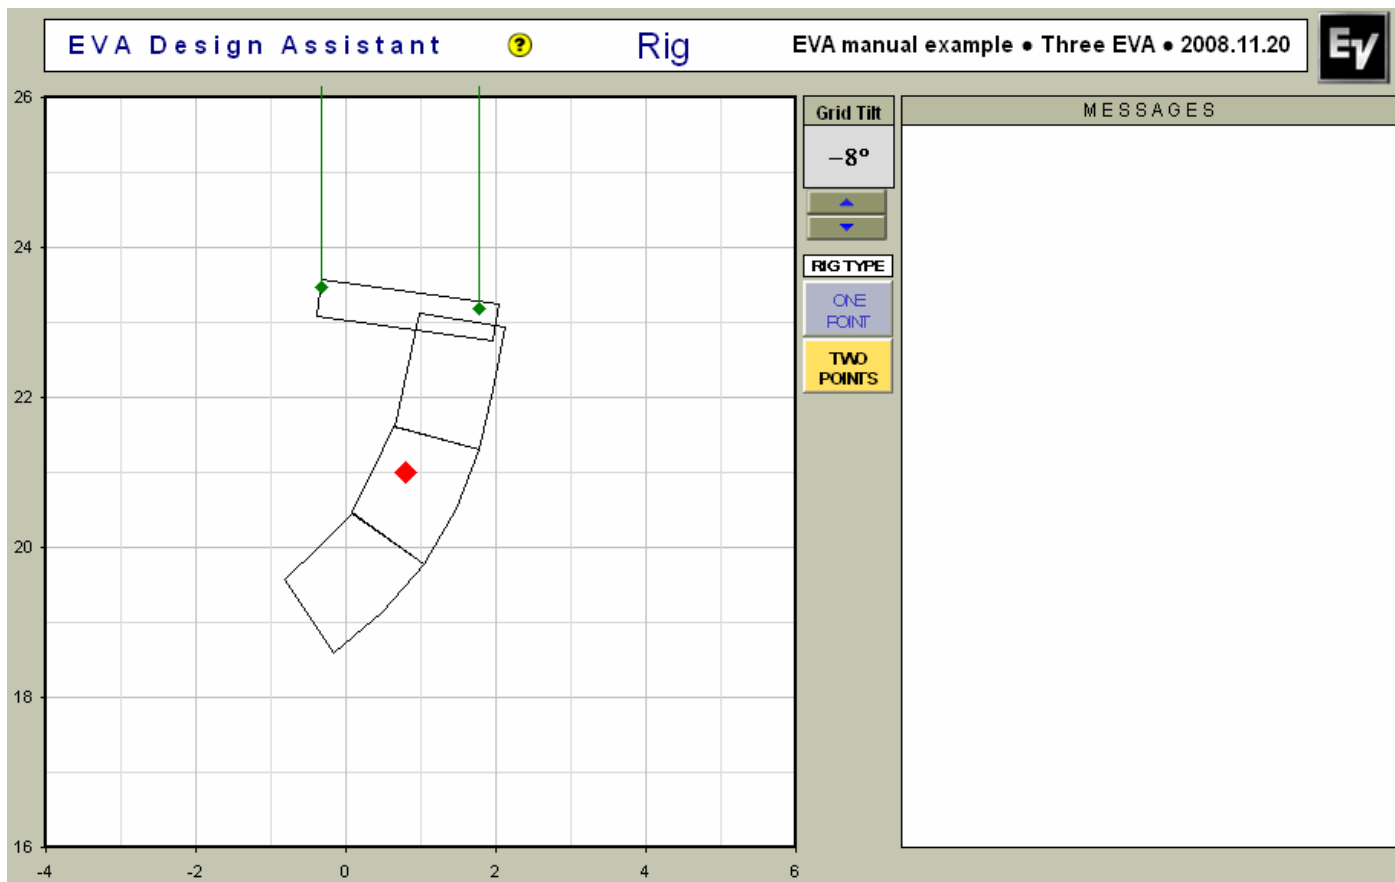 EVA Design Assistant ? Rig EVA manual example ● Three EVA ● 2008.11.20 EV
26
24
22
20
18
16
-4 -2 0 2 4 6
Grid Tilt
−8º
RIG TYPE
ONE
POINT
TWO
POINTS
MESSAGES